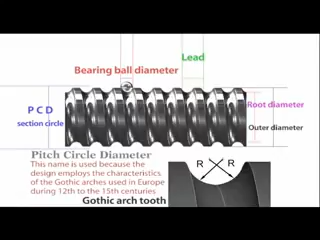 Lead
Bearing ball diameter
P C D
section circle
Root diameter
Outer diameter
Pitch Circle Diameter
This name is used because the
design employs the characteristics
of the Gothic arches used in Europe
during 12th to the 15th centuries
Gothic arch tooth
R R